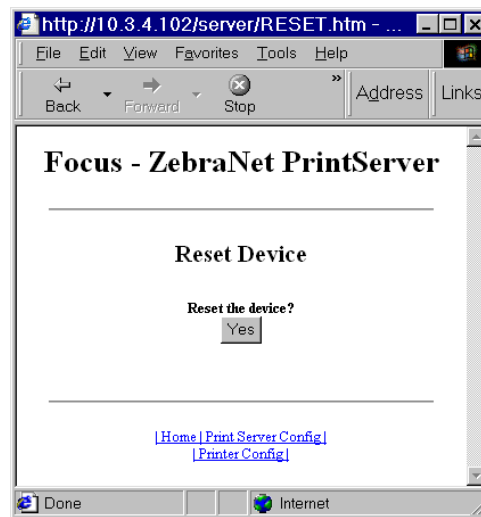 http://10.3.4.102/server/RESET.htm - ...
File Edit View Favorites Tools Help
Back Forward Stop » Address Links
Focus - ZebraNet PrintServer
Reset Device
Reset the device?
Yes
| Home | Print Server Config |
| Printer Config |
Done Internet